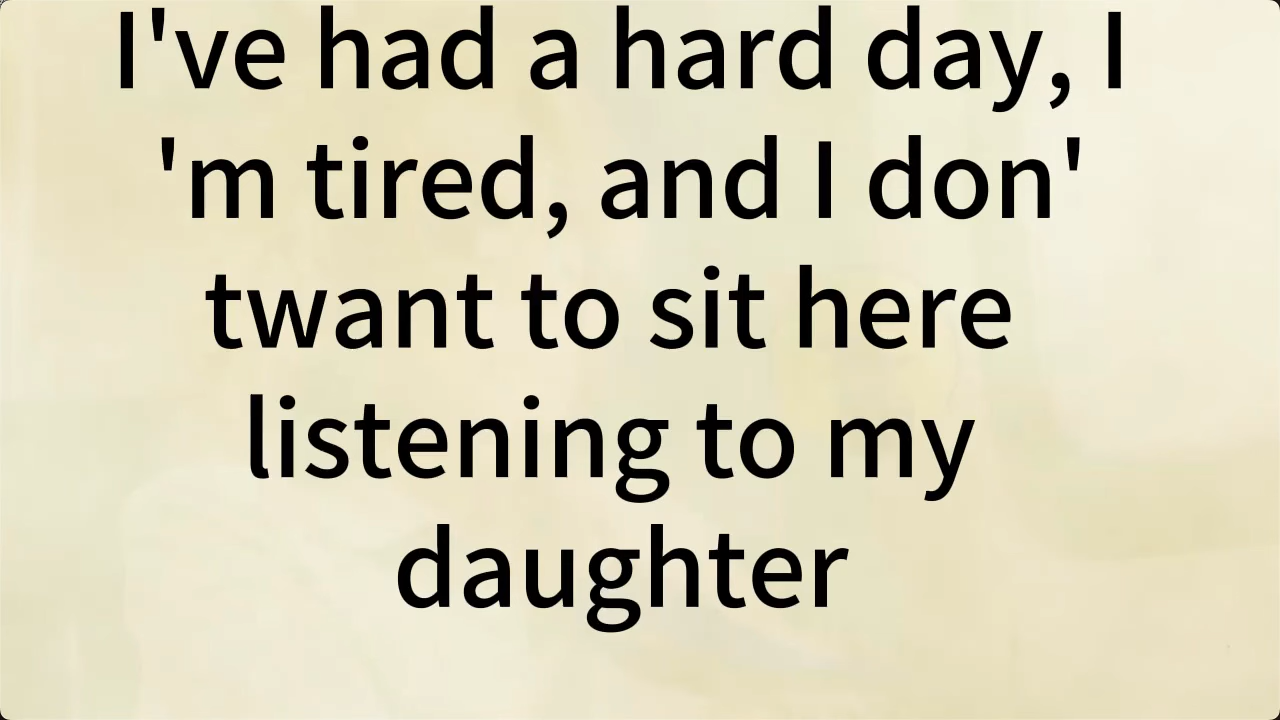 I've had a hard day, I
'm tired, and I don'
twant to sit here
listening to my
daughter